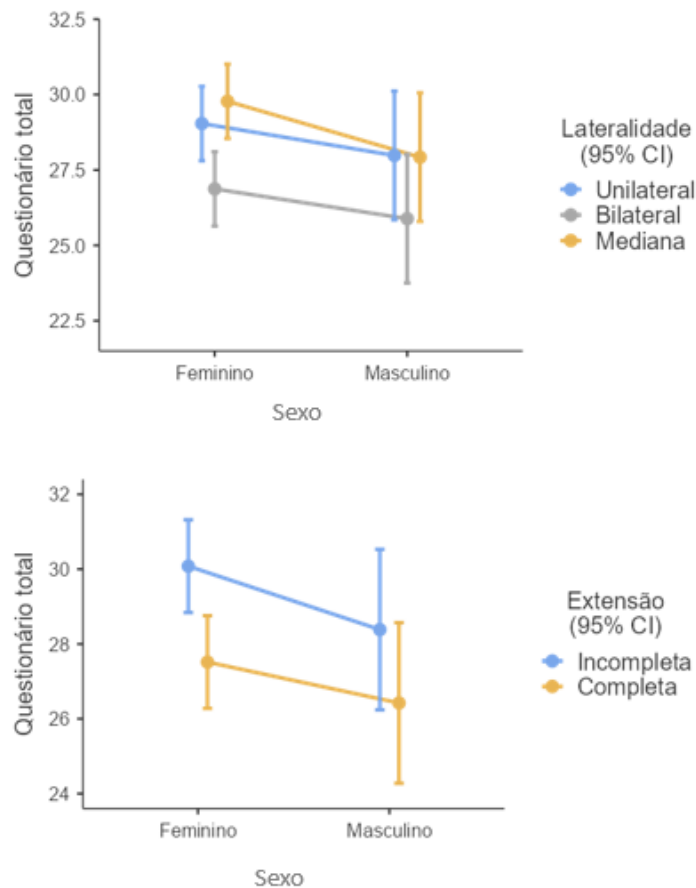 32.5
30.0
27.5
25.0
22.5
Questionário total
Feminino
Masculino
Sexo
Lateralidade
(95% CI)
Unilateral
Bilateral
Mediana
32
30
28
26
24
Questionário total
Feminino
Masculino
Sexo
Extensão
(95% CI)
Incompleta
Completa